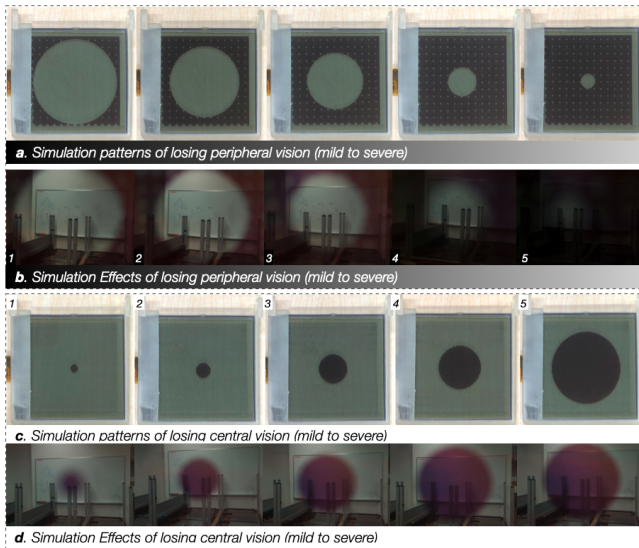 a. Simulation patterns of losing peripheral vision (mild to severe)
1 2 3 4 5
b. Simulation Effects of losing peripheral vision (mild to severe)
1 2 3 4 5
c. Simulation patterns of losing central vision (mild to severe)
d. Simulation Effects of losing central vision (mild to severe)